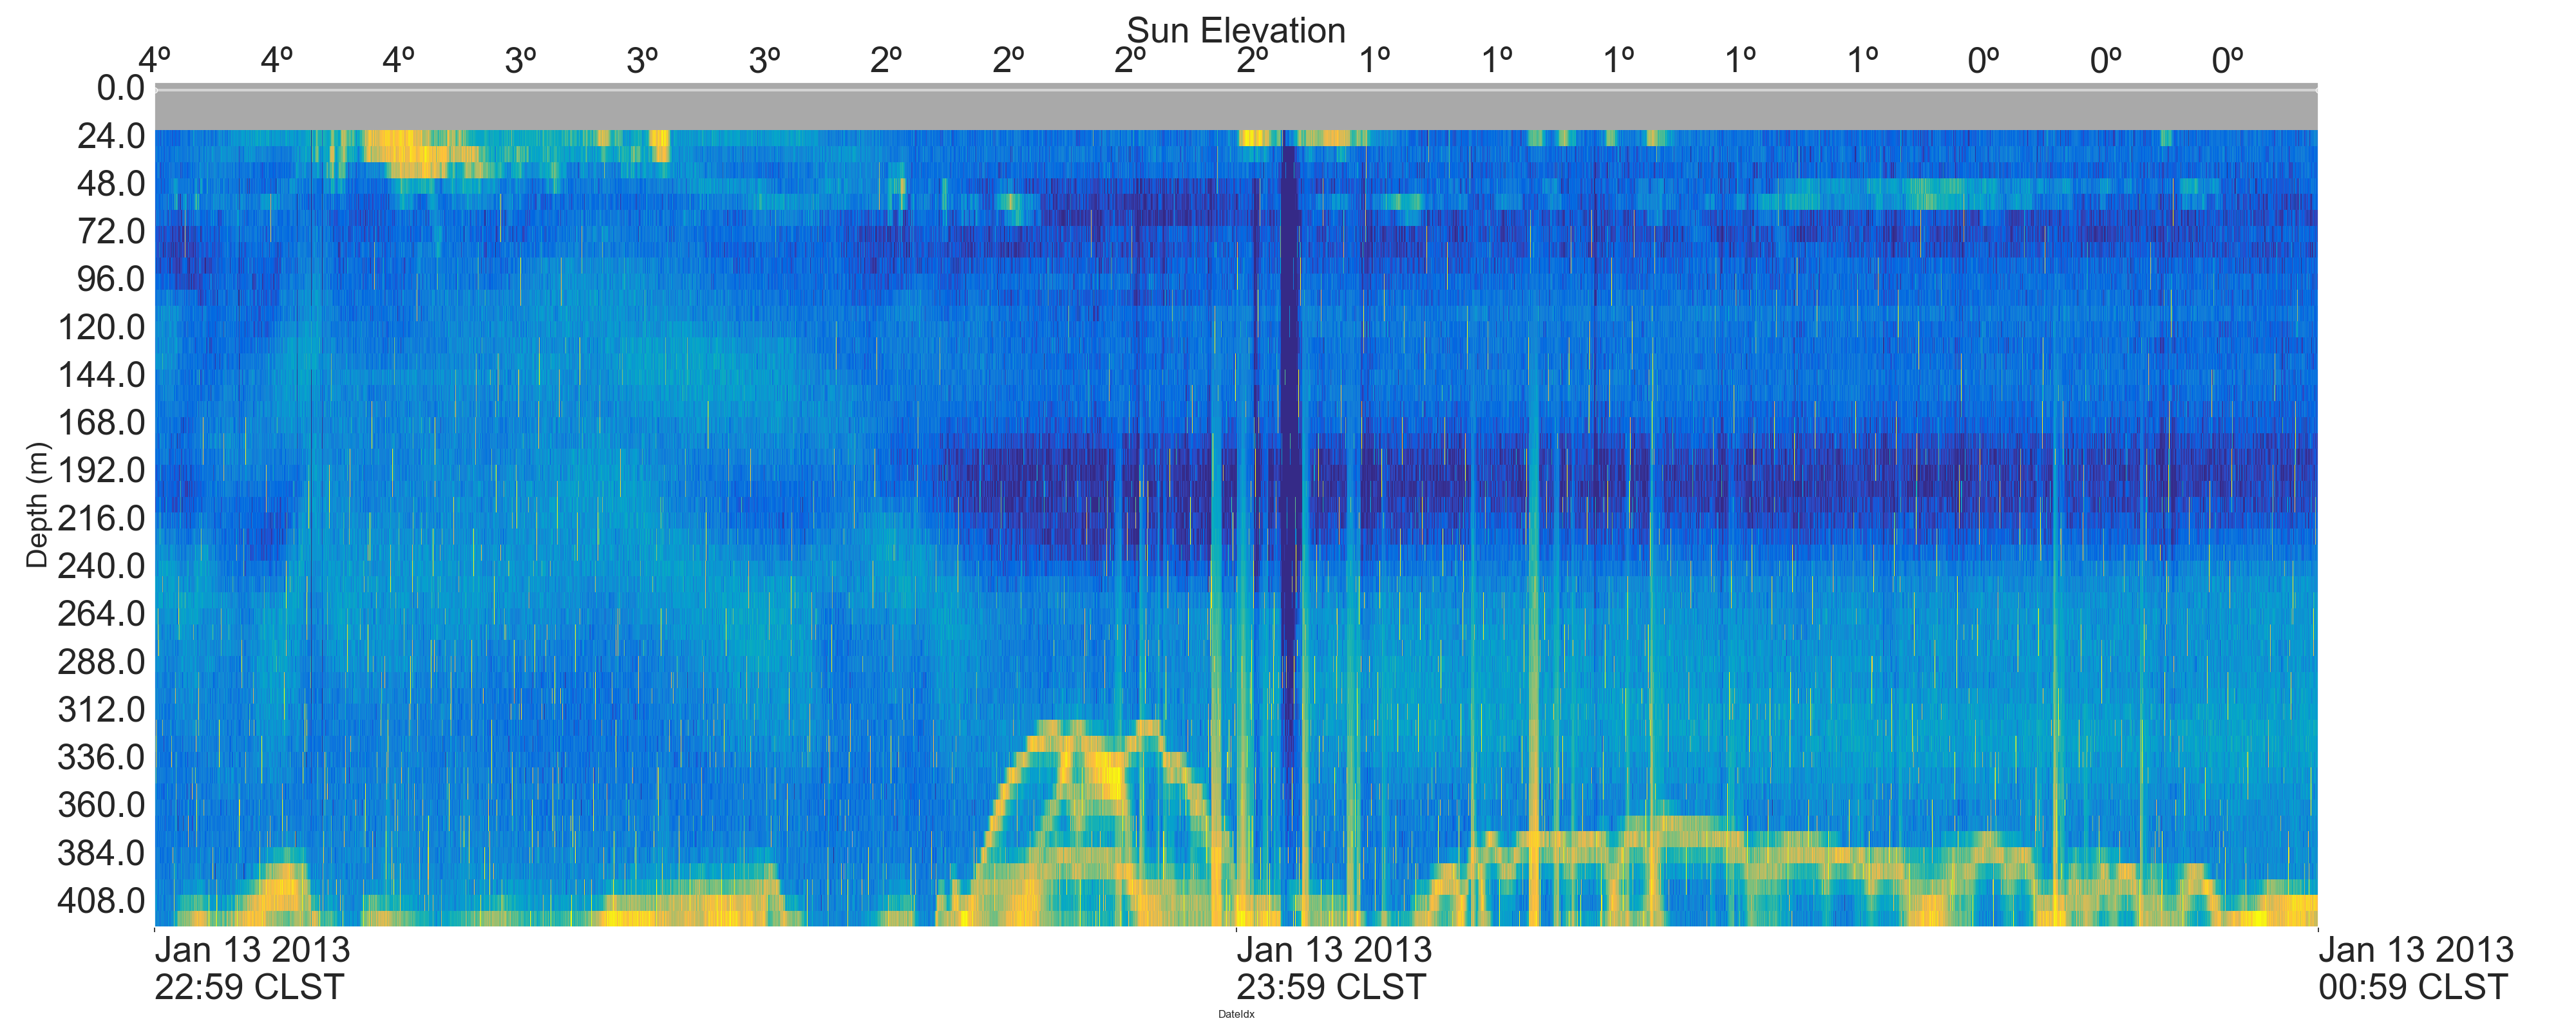 Sun Elevation
4º 4º 4º 3º 3º 3º 2º 2º 2º 2º 1º 1º 1º 1º 1º 0º 0º 0º
0.0
24.0
48.0
72.0
96.0
120.0
144.0
168.0
192.0
216.0
240.0
264.0
288.0
312.0
336.0
360.0
384.0
408.0
Depth (m)
Jan 13 2013
22:59 CLST
Jan 13 2013
23:59 CLST
Jan 13 2013
00:59 CLST
DateIdx